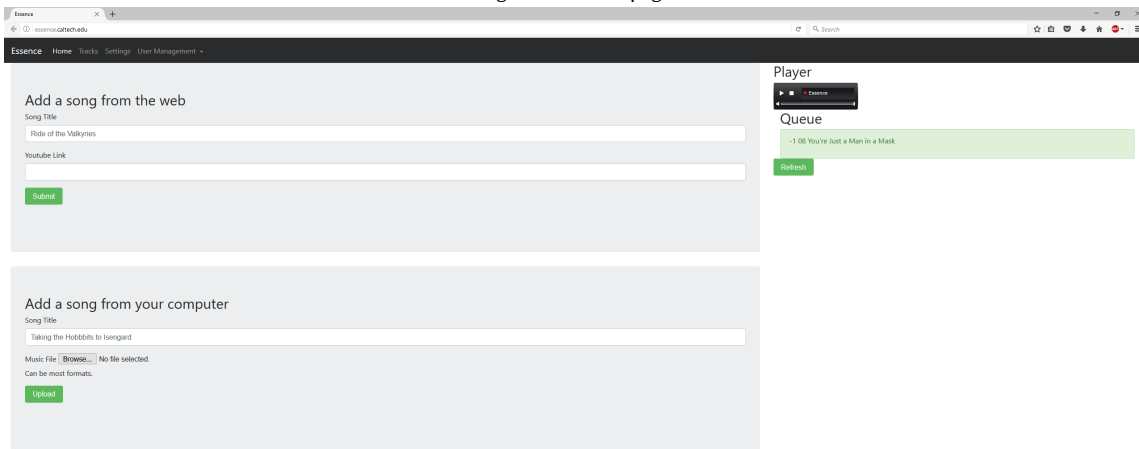 Essence
essence.caltech.edu
Search
Essence Home Tracks Settings User Management
Add a song from the web
Song Title
Ride of the Valkyries
Youtube Link
Submit
Add a song from your computer
Song Title
Taking the Hobbbits to Isengard
Music File Browse... No file selected.
Can be most formats.
Upload
Player
Essence
Queue
-1 08 You're Just a Man in a Mask
Refresh